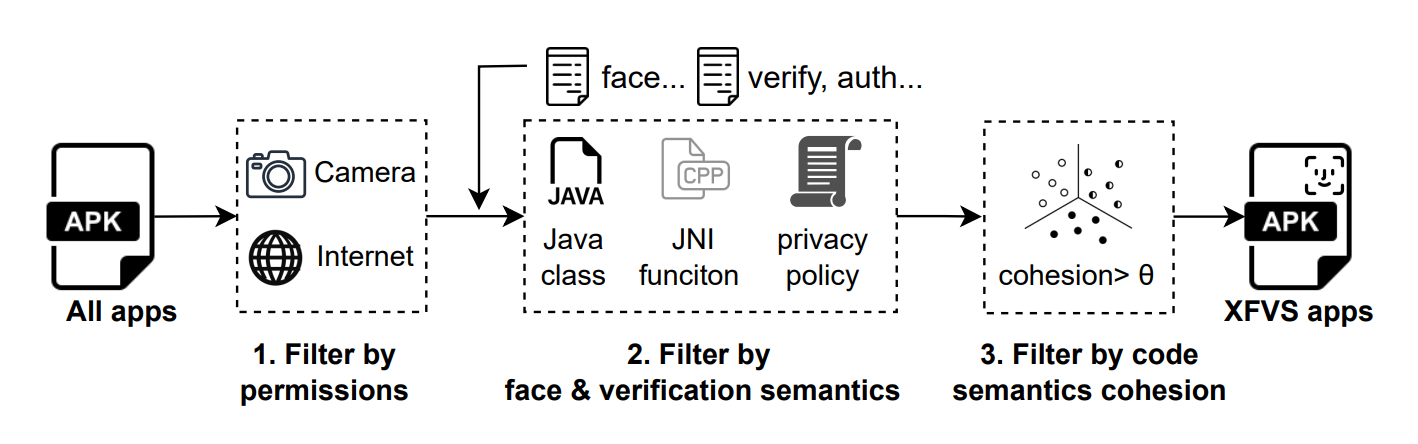 face... verify, auth...
APK
All apps
Camera
Internet
1. Filter by
permissions
JAVA
Java
class
CPP
JNI
funciton
privacy
policy
2. Filter by
face & verification semantics
cohesion> θ
3. Filter by code
semantics cohesion
APK
XFVS apps